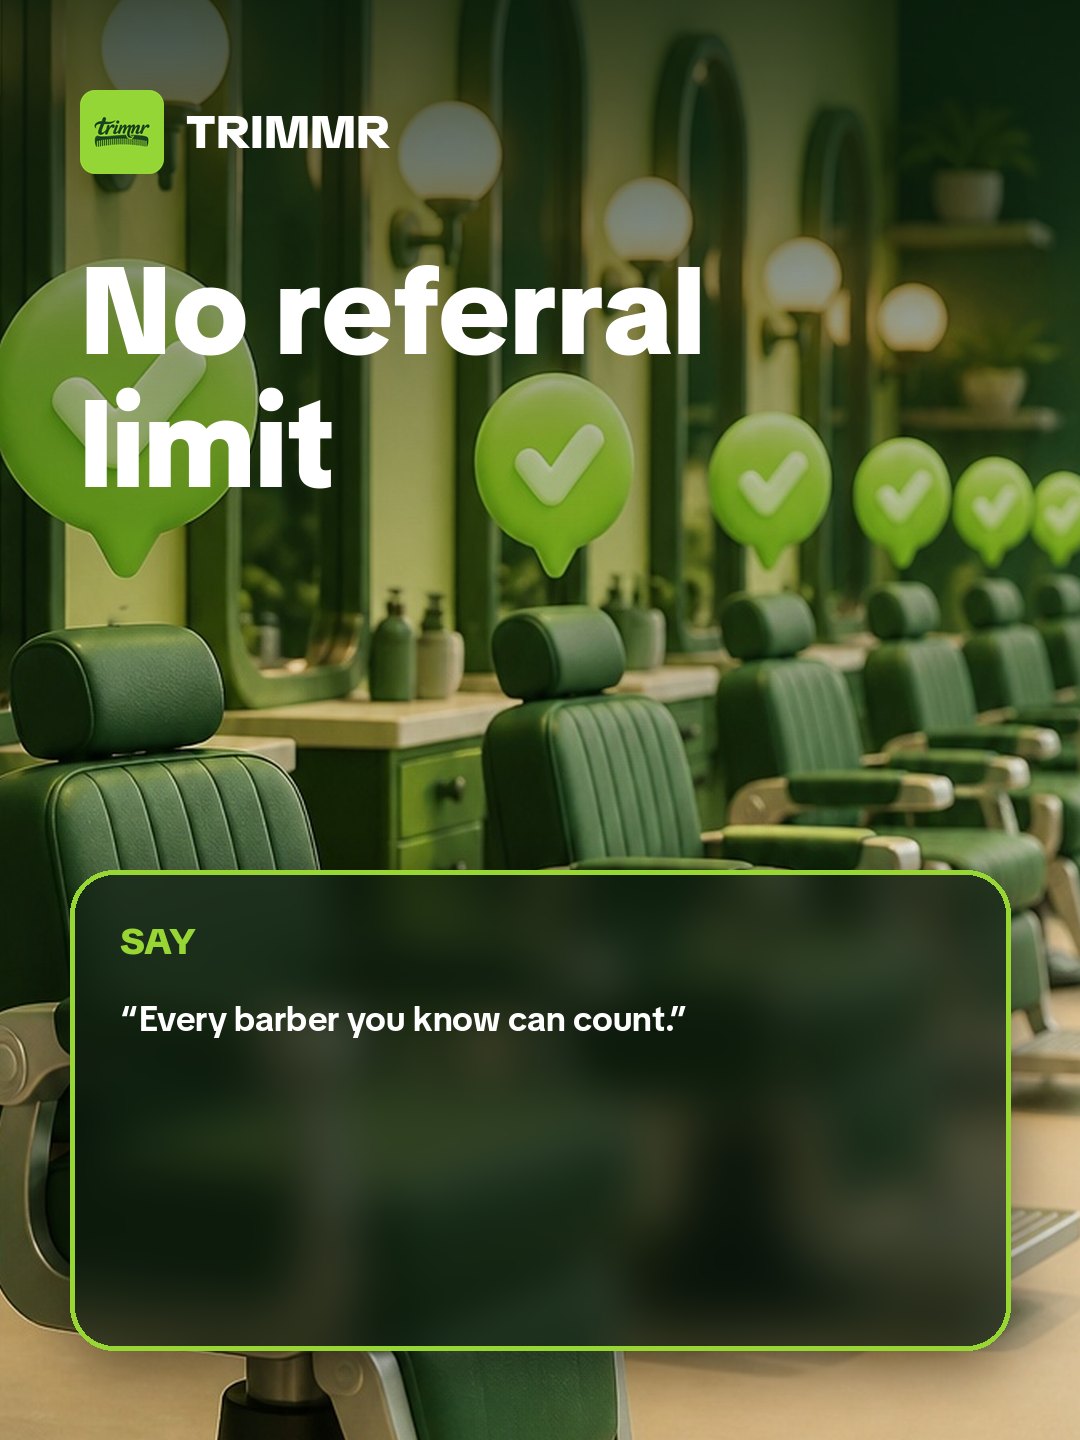 trimmr
TRIMMR
No referral
limit
SAY
“Every barber you know can count.”